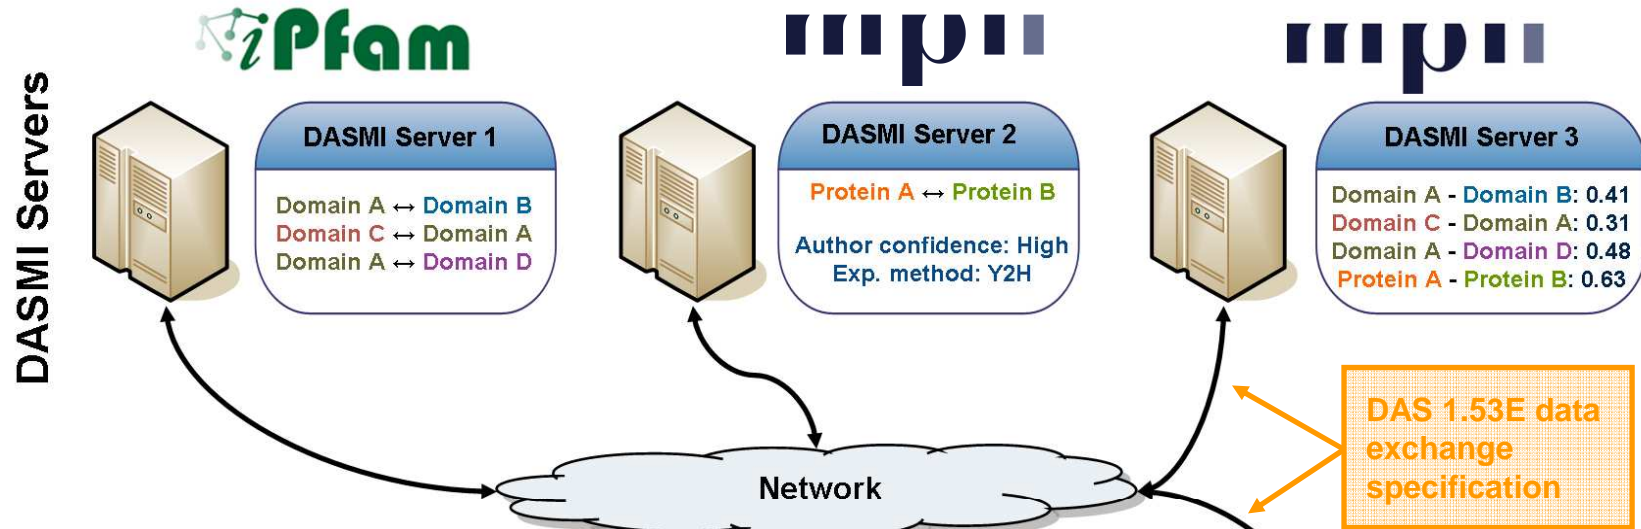 iPfam
mpii
mpii
DASMI Servers
DASMI Server 1
Domain A ↔ Domain B
Domain C ↔ Domain A
Domain A ↔ Domain D
DASMI Server 2
Protein A ↔ Protein B
Author confidence: High
Exp. method: Y2H
DASMI Server 3
Domain A - Domain B: 0.41
Domain C - Domain A: 0.31
Domain A - Domain D: 0.48
Protein A - Protein B: 0.63
DAS 1.53E data
exchange
specification
Network